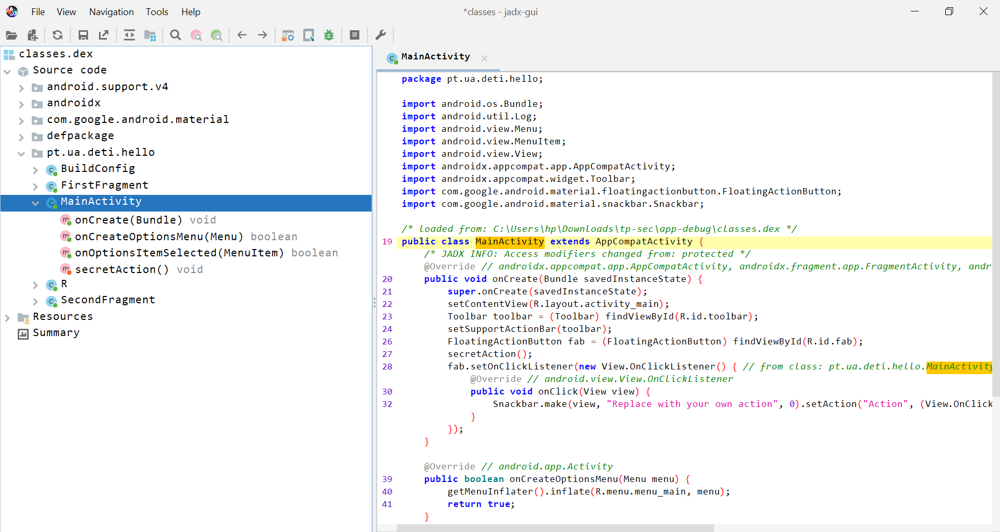 File View Navigation Tools Help
*classes - jadx-gui
classes.dex
Source code
android.support.v4
androidx
com.google.android.material
defpackage
pt.ua.deti.hello
BuildConfig
FirstFragment
MainActivity
onCreate(Bundle) void
onCreateOptionsMenu(Menu) boolean
onOptionsItemSelected(MenuItem) boolean
secretAction() void
R
SecondFragment
Resources
Summary
MainActivity
package pt.ua.deti.hello;
import android.os.Bundle;
import android.util.Log;
import android.view.Menu;
import android.view.MenuItem;
import android.view.View;
import androidx.appcompat.app.AppCompatActivity;
import androidx.appcompat.widget.Toolbar;
import com.google.android.material.floatingactionbutton.FloatingActionButton;
import com.google.android.material.snackbar.Snackbar;
/* loaded from: C:\Users\hp\Downloads\tp-sec\app-debug\classes.dex */
19 public class MainActivity extends AppCompatActivity {
/* JADX INFO: Access modifiers changed from: protected */
@Override // androidx.appcompat.app.AppCompatActivity, androidx.fragment.app.FragmentActivity, andr
20 public void onCreate(Bundle savedInstanceState) {
21 super.onCreate(savedInstanceState);
22 setContentView(R.layout.activity_main);
23 Toolbar toolbar = (Toolbar) findViewById(R.id.toolbar);
24 setSupportActionBar(toolbar);
26 FloatingActionButton fab = (FloatingActionButton) findViewById(R.id.fab);
27 secretAction();
28 fab.setOnClickListener(new View.OnClickListener() { // from class: pt.ua.deti.hello.MainActivity
@Override // android.view.View.OnClickListener
30 public void onClick(View view) {
32 Snackbar.make(view, "Replace with your own action", 0).setAction("Action", (View.OnClick
}
});
}
@Override // android.app.Activity
39 public boolean onCreateOptionsMenu(Menu menu) {
40 getMenuInflater().inflate(R.menu.menu_main, menu);
41 return true;
}